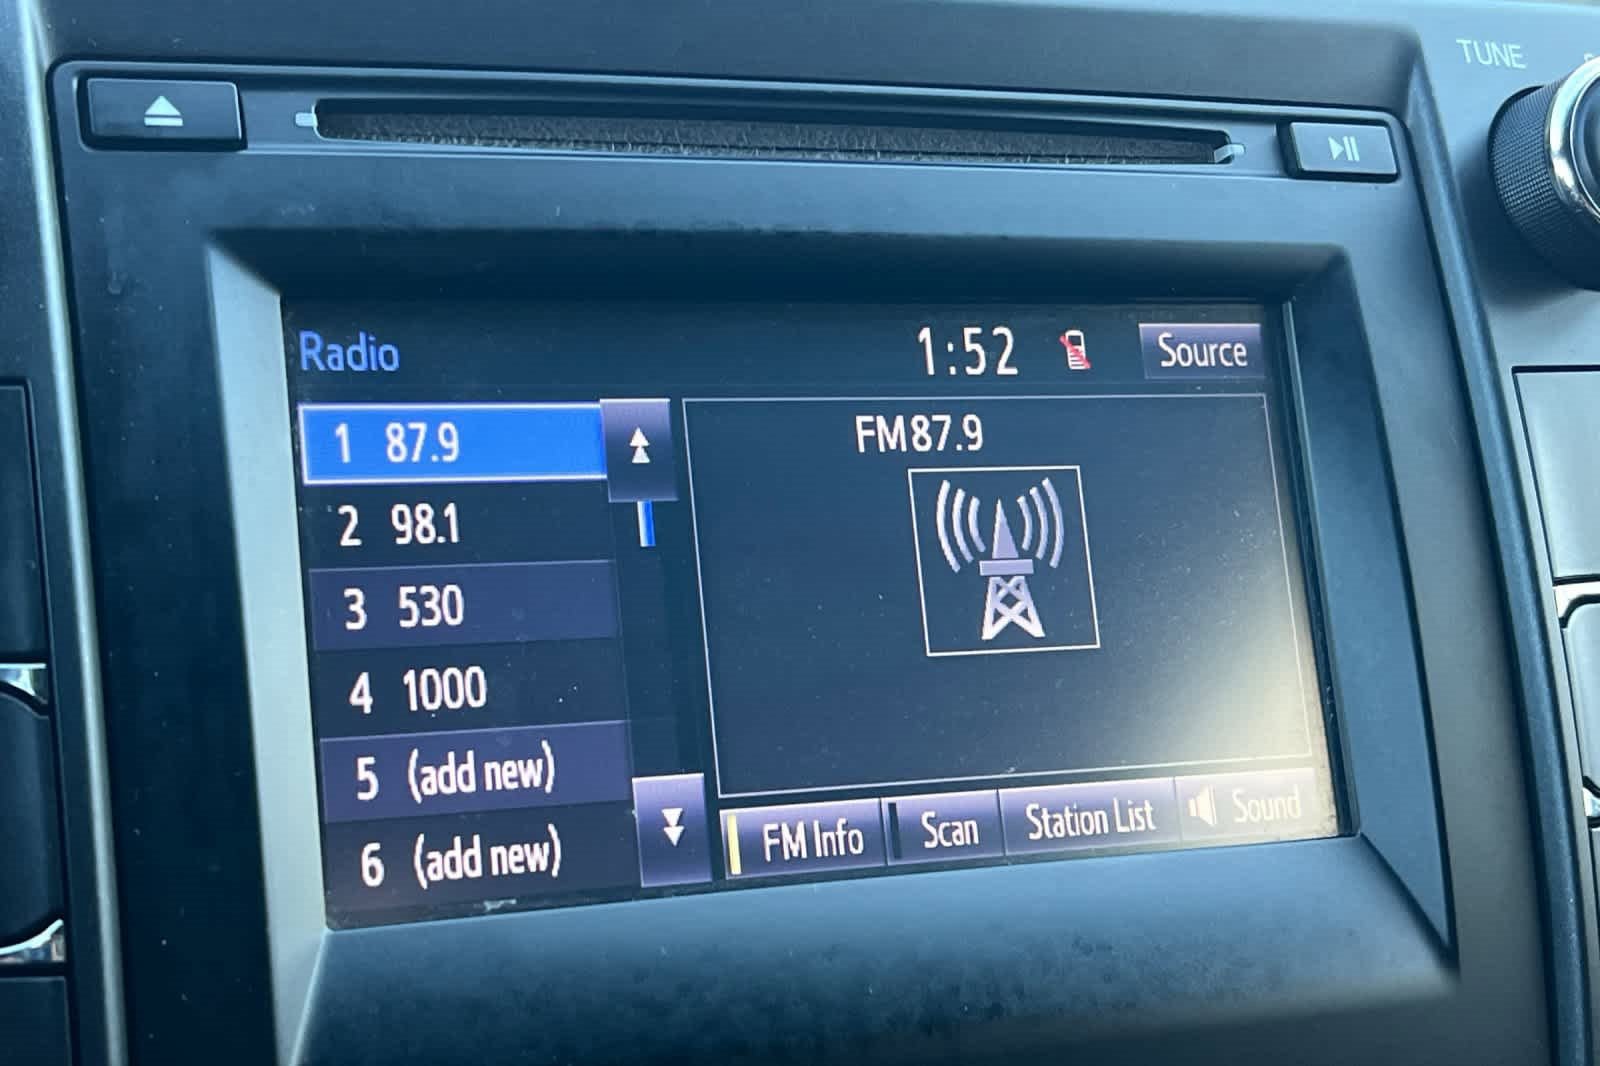 TUNE
Radio
1:52
Source
1 87.9
2 98.1
3 530
4 1000
5 (add new)
6 (add new)
FM87.9
FM Info
Scan
Station List
Sound